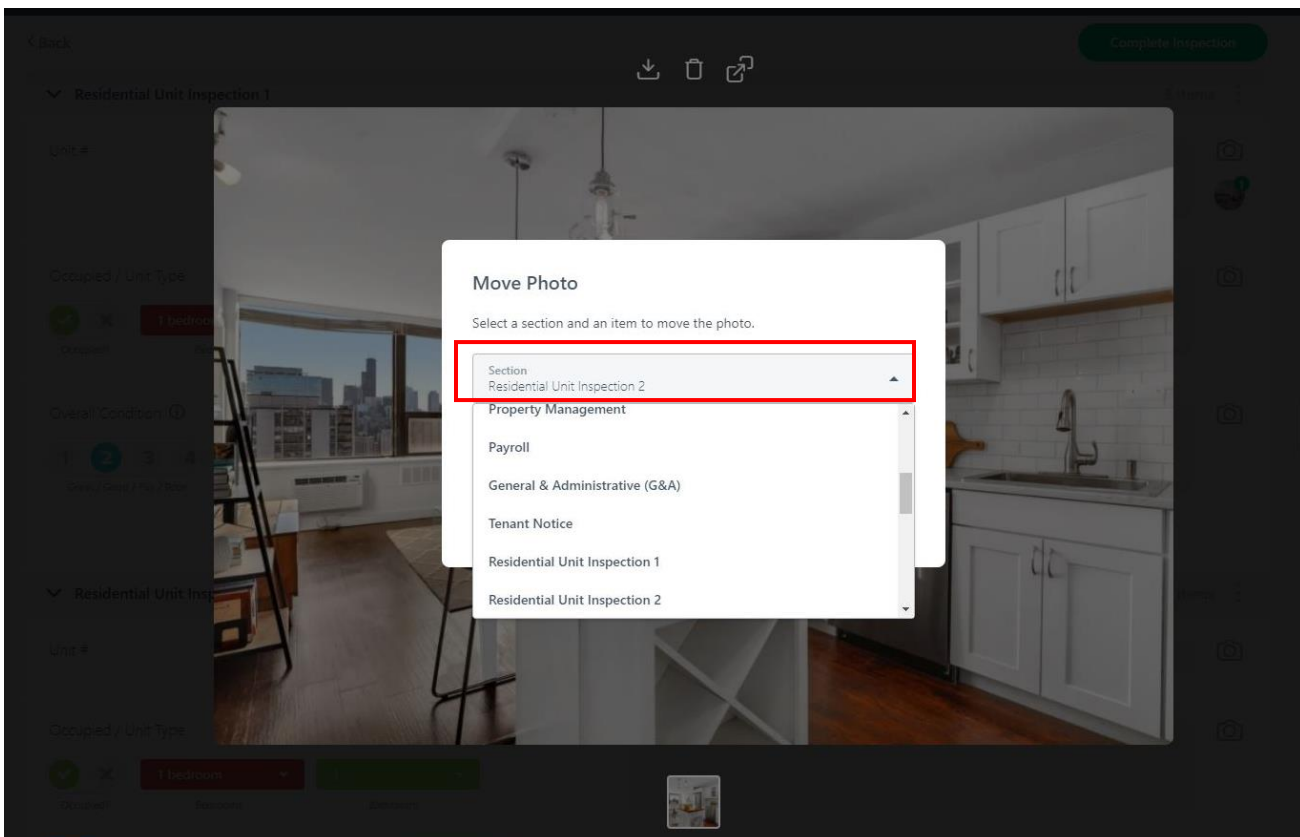 Back
Complete Inspection
Residential Unit Inspection 1
Unit #
1
Occupied / Unit Type
1 bedroom
Occupied?
Move Photo
Select a section and an item to move the photo.
Section
Residential Unit Inspection 2
Property Management
Payroll
General & Administrative (G&A)
Tenant Notice
Residential Unit Inspection 1
Residential Unit Inspection 2
Overall Condition
1 2 3 4
Residential Unit Insp
Unit #
Occupied / Unit Type
1 bedroom
Occupied?
Bedrooms